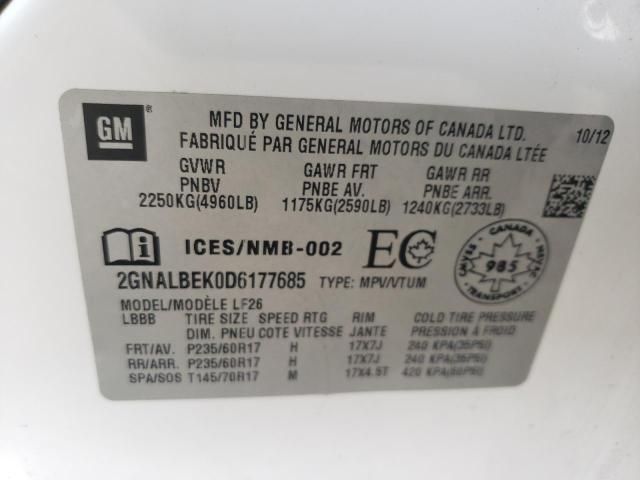 GM ®
MFD BY GENERAL MOTORS OF CANADA LTD. 10/12
FABRIQUÉ PAR GENERAL MOTORS DU CANADA LTÉE
GVWR GAWR FRT GAWR RR
PNBV PNBE AV. PNBE ARR.
2250KG(4960LB) 1175KG(2590LB) 1240KG(2733LB)
i ICES/NMB-002 EC CANADA 985 TRANSPORT CMVSS NSVAC
2GNALBEK0D6177685 TYPE: MPV/VTUM
MODEL/MODÈLE LF26
LBBB TIRE SIZE SPEED RTG RIM COLD TIRE PRESSURE
DIM. PNEU COTE VITESSE JANTE PRESSION À FROID
FRT/AV. P235/60R17 H 17X7J 240 KPA(35PSI)
RR/ARR. P235/60R17 H 17X7J 240 KPA(35PSI)
SPA/SOS T145/70R17 M 17X4.5T 420 KPA(60PSI)